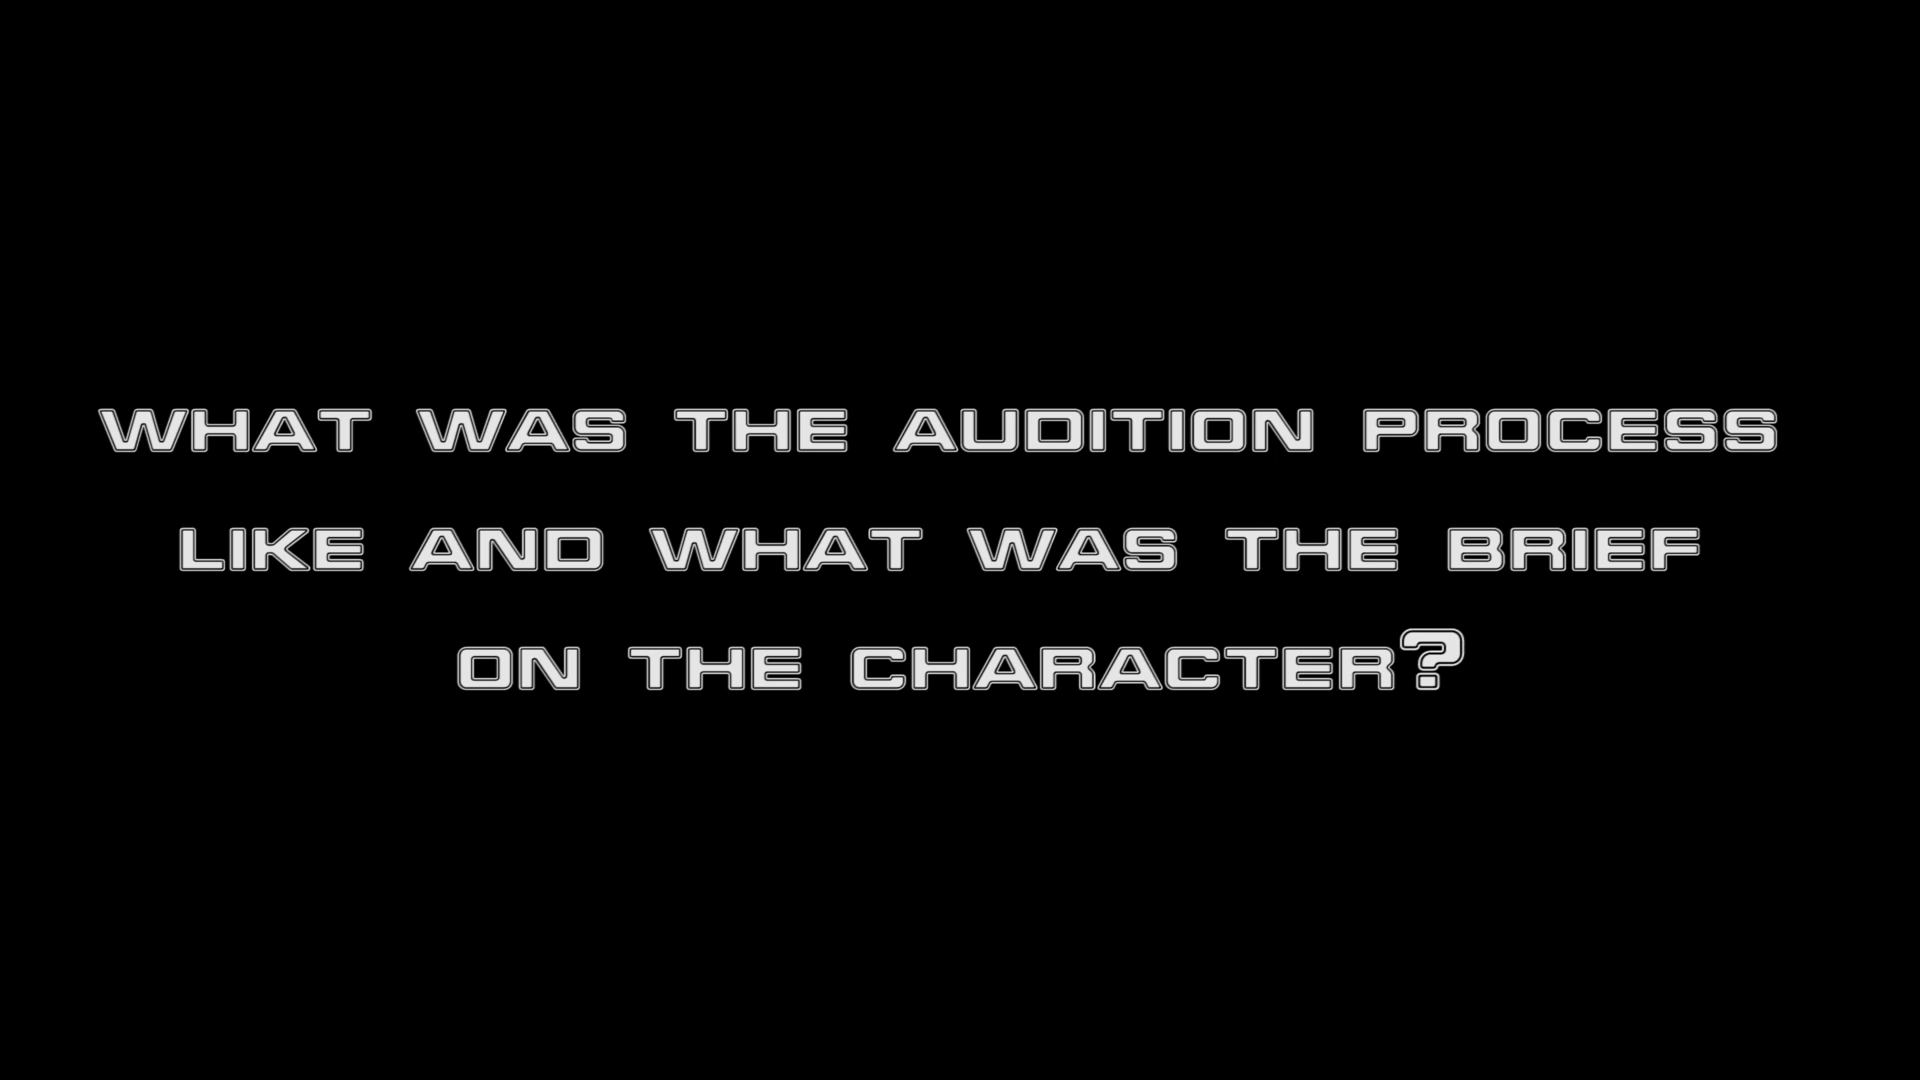 WHAT WAS THE AUDITION PROCESS
LIKE AND WHAT WAS THE BRIEF
ON THE CHARACTER?